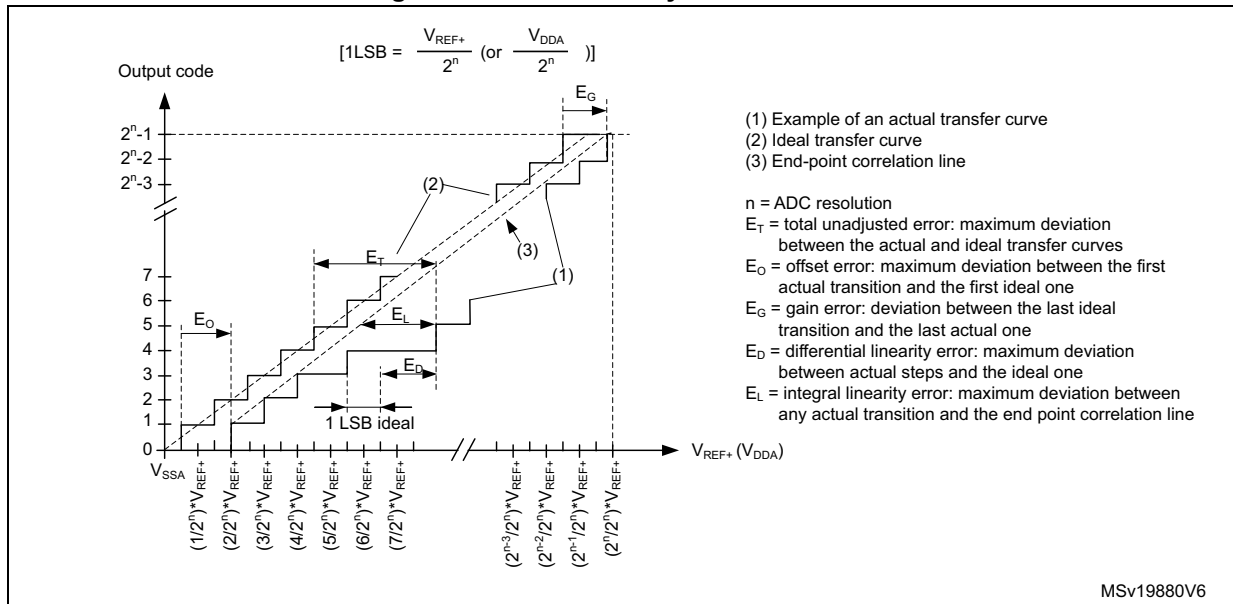 [1LSB = V_REF+ / 2^n (or V_DDA / 2^n )]
Output code
E_G
2^n-1
2^n-2
2^n-3
(2)
(3)
7
6
5
4
3
2
1
0
E_T
(1)
E_O
E_L
E_D
1 LSB ideal
V_SSA
V_REF+ (V_DDA)
(1/2^n)*V_REF+
(2/2^n)*V_REF+
(3/2^n)*V_REF+
(4/2^n)*V_REF+
(5/2^n)*V_REF+
(6/2^n)*V_REF+
(7/2^n)*V_REF+
(2^n-3/2^n)*V_REF+
(2^n-2/2^n)*V_REF+
(2^n-1/2^n)*V_REF+
(2^n/2^n)*V_REF+
(1) Example of an actual transfer curve
(2) Ideal transfer curve
(3) End-point correlation line
n = ADC resolution
E_T = total unadjusted error: maximum deviation
between the actual and ideal transfer curves
E_O = offset error: maximum deviation between the first
actual transition and the first ideal one
E_G = gain error: deviation between the last ideal
transition and the last actual one
E_D = differential linearity error: maximum deviation
between actual steps and the ideal one
E_L = integral linearity error: maximum deviation between
any actual transition and the end point correlation line
MSv19880V6